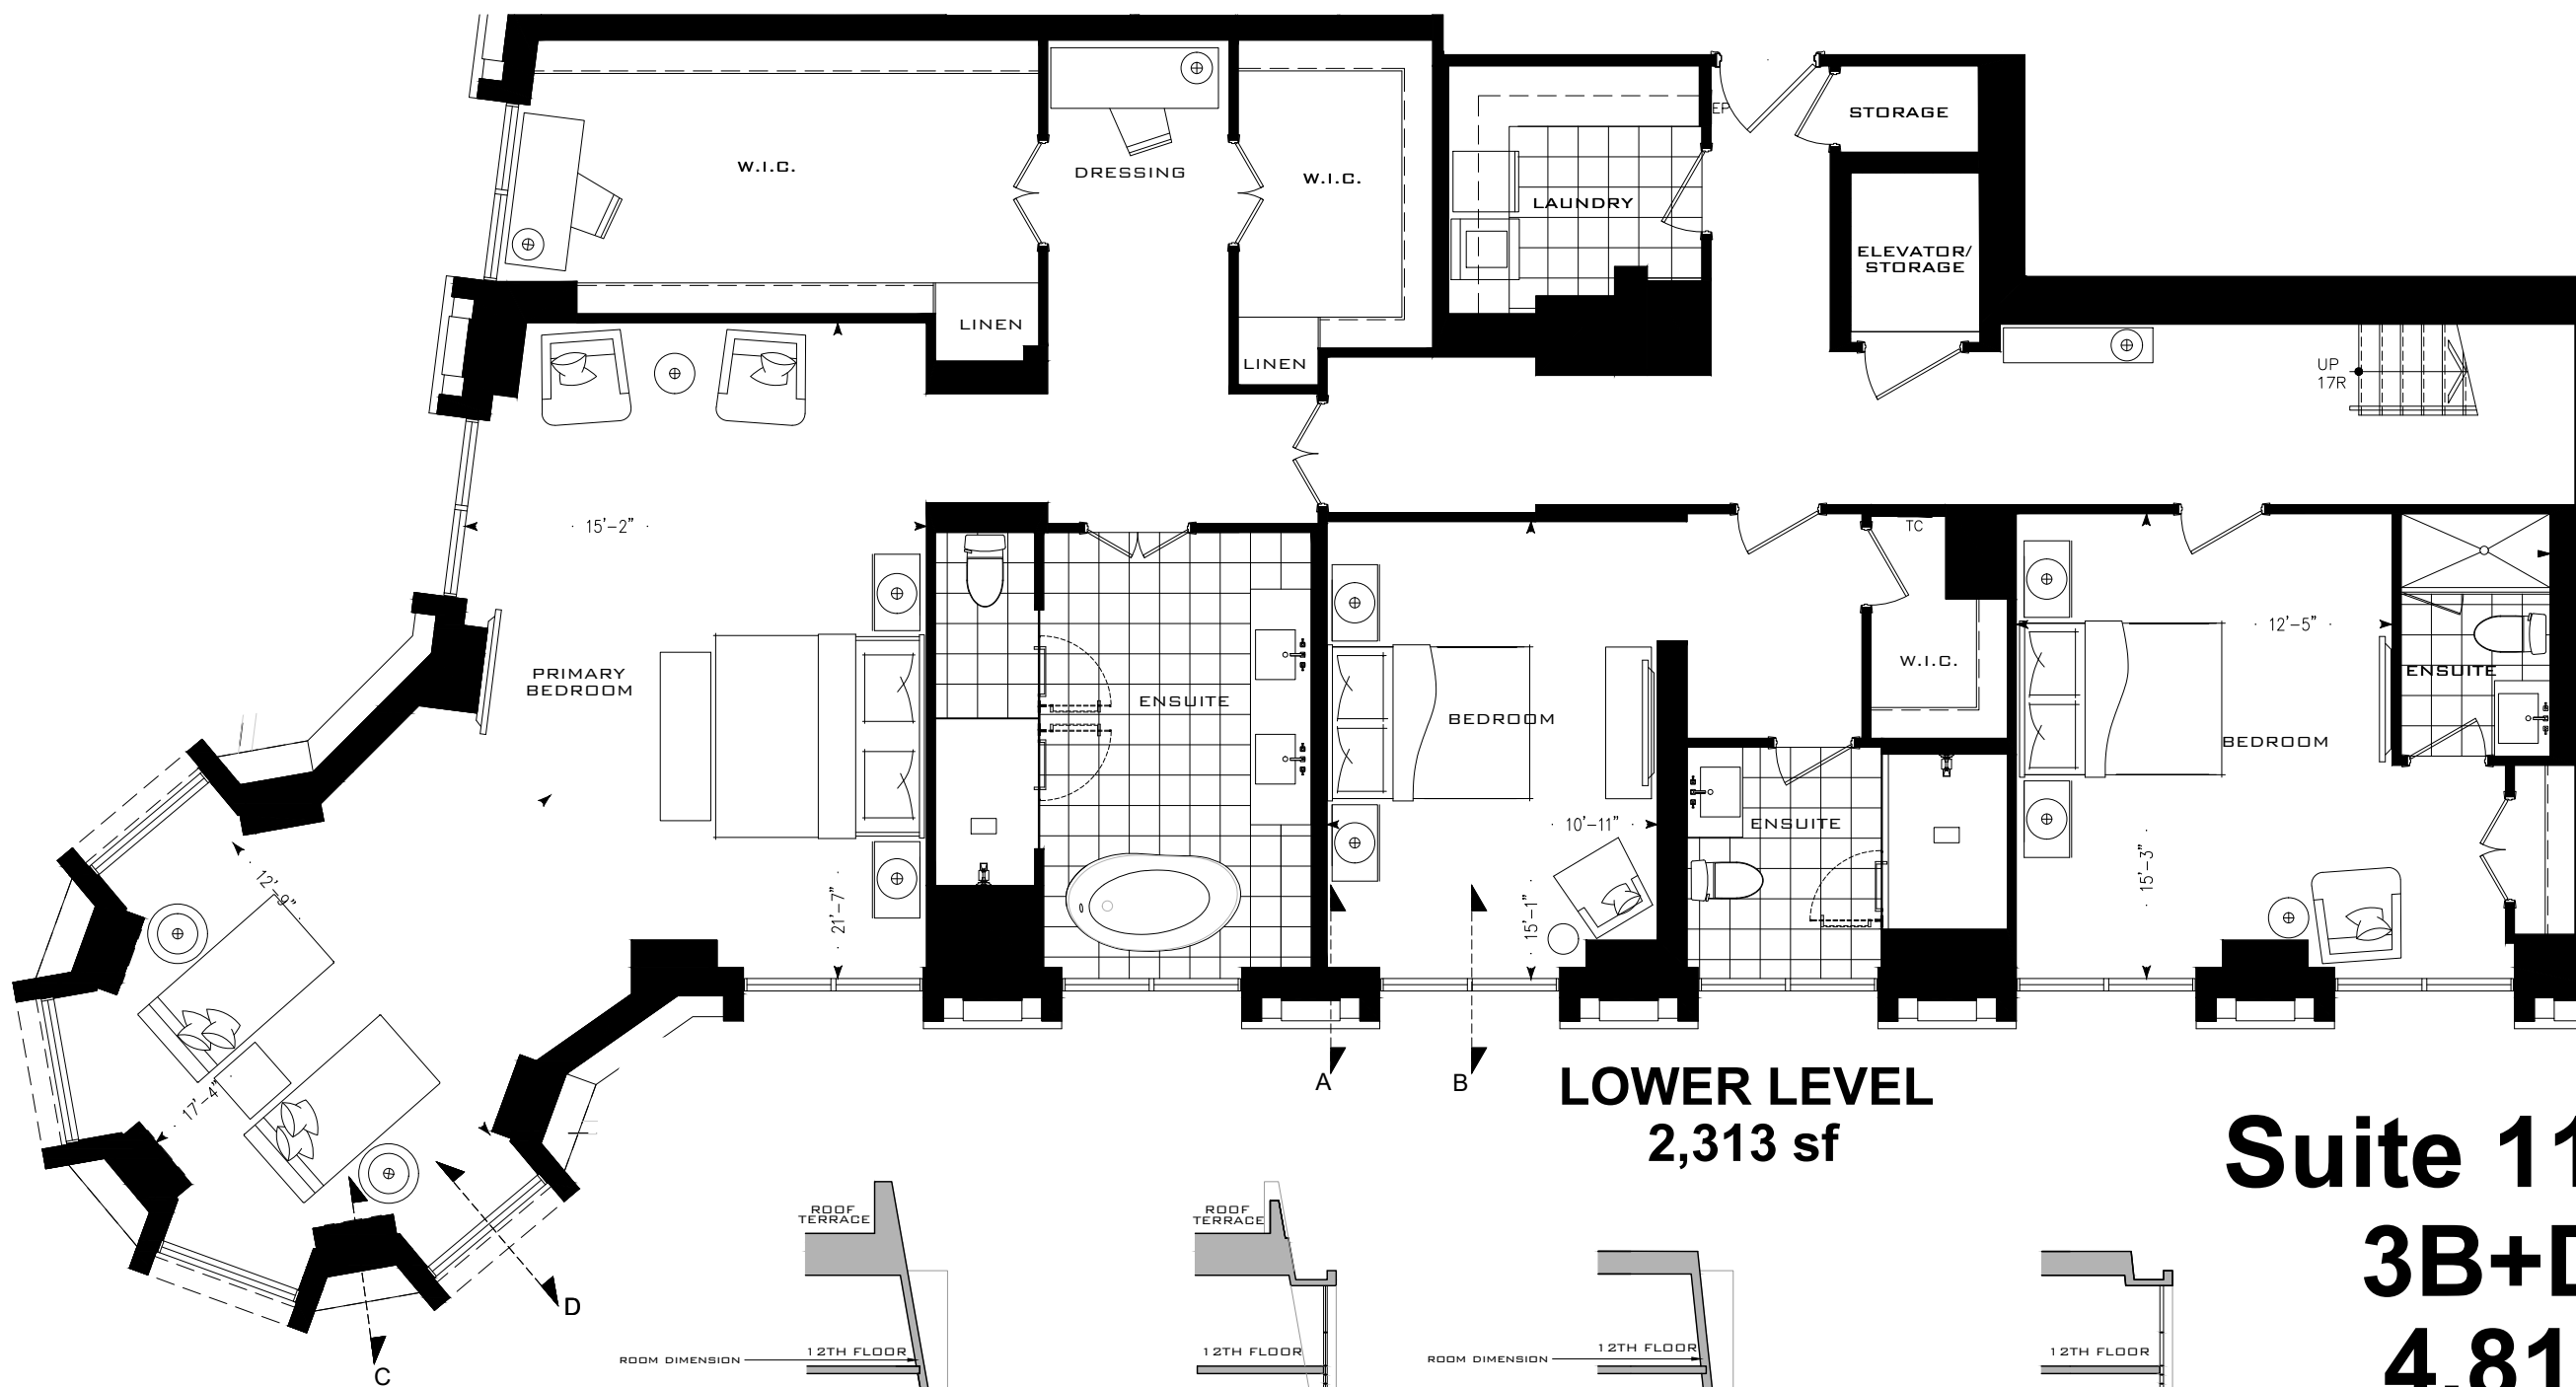 EP
STORAGE
W.I.C.
DRESSING
W.I.C.
LAUNDRY
ELEVATOR/
STORAGE
LINEN
LINEN
UP
17R
15'-2"
TC
12'-5"
PRIMARY
BEDROOM
ENSUITE
BEDROOM
W.I.C.
ENSUITE
BEDROOM
10'-11"
ENSUITE
12'-9"
21'-7"
15'-1"
15'-3"
17'-4"
A
B
LOWER LEVEL
2,313 sf
Suite 11
3B+D
4,81
ROOF
TERRACE
ROOF
TERRACE
D
C
ROOM DIMENSION
12TH FLOOR
12TH FLOOR
ROOM DIMENSION
12TH FLOOR
12TH FLOOR